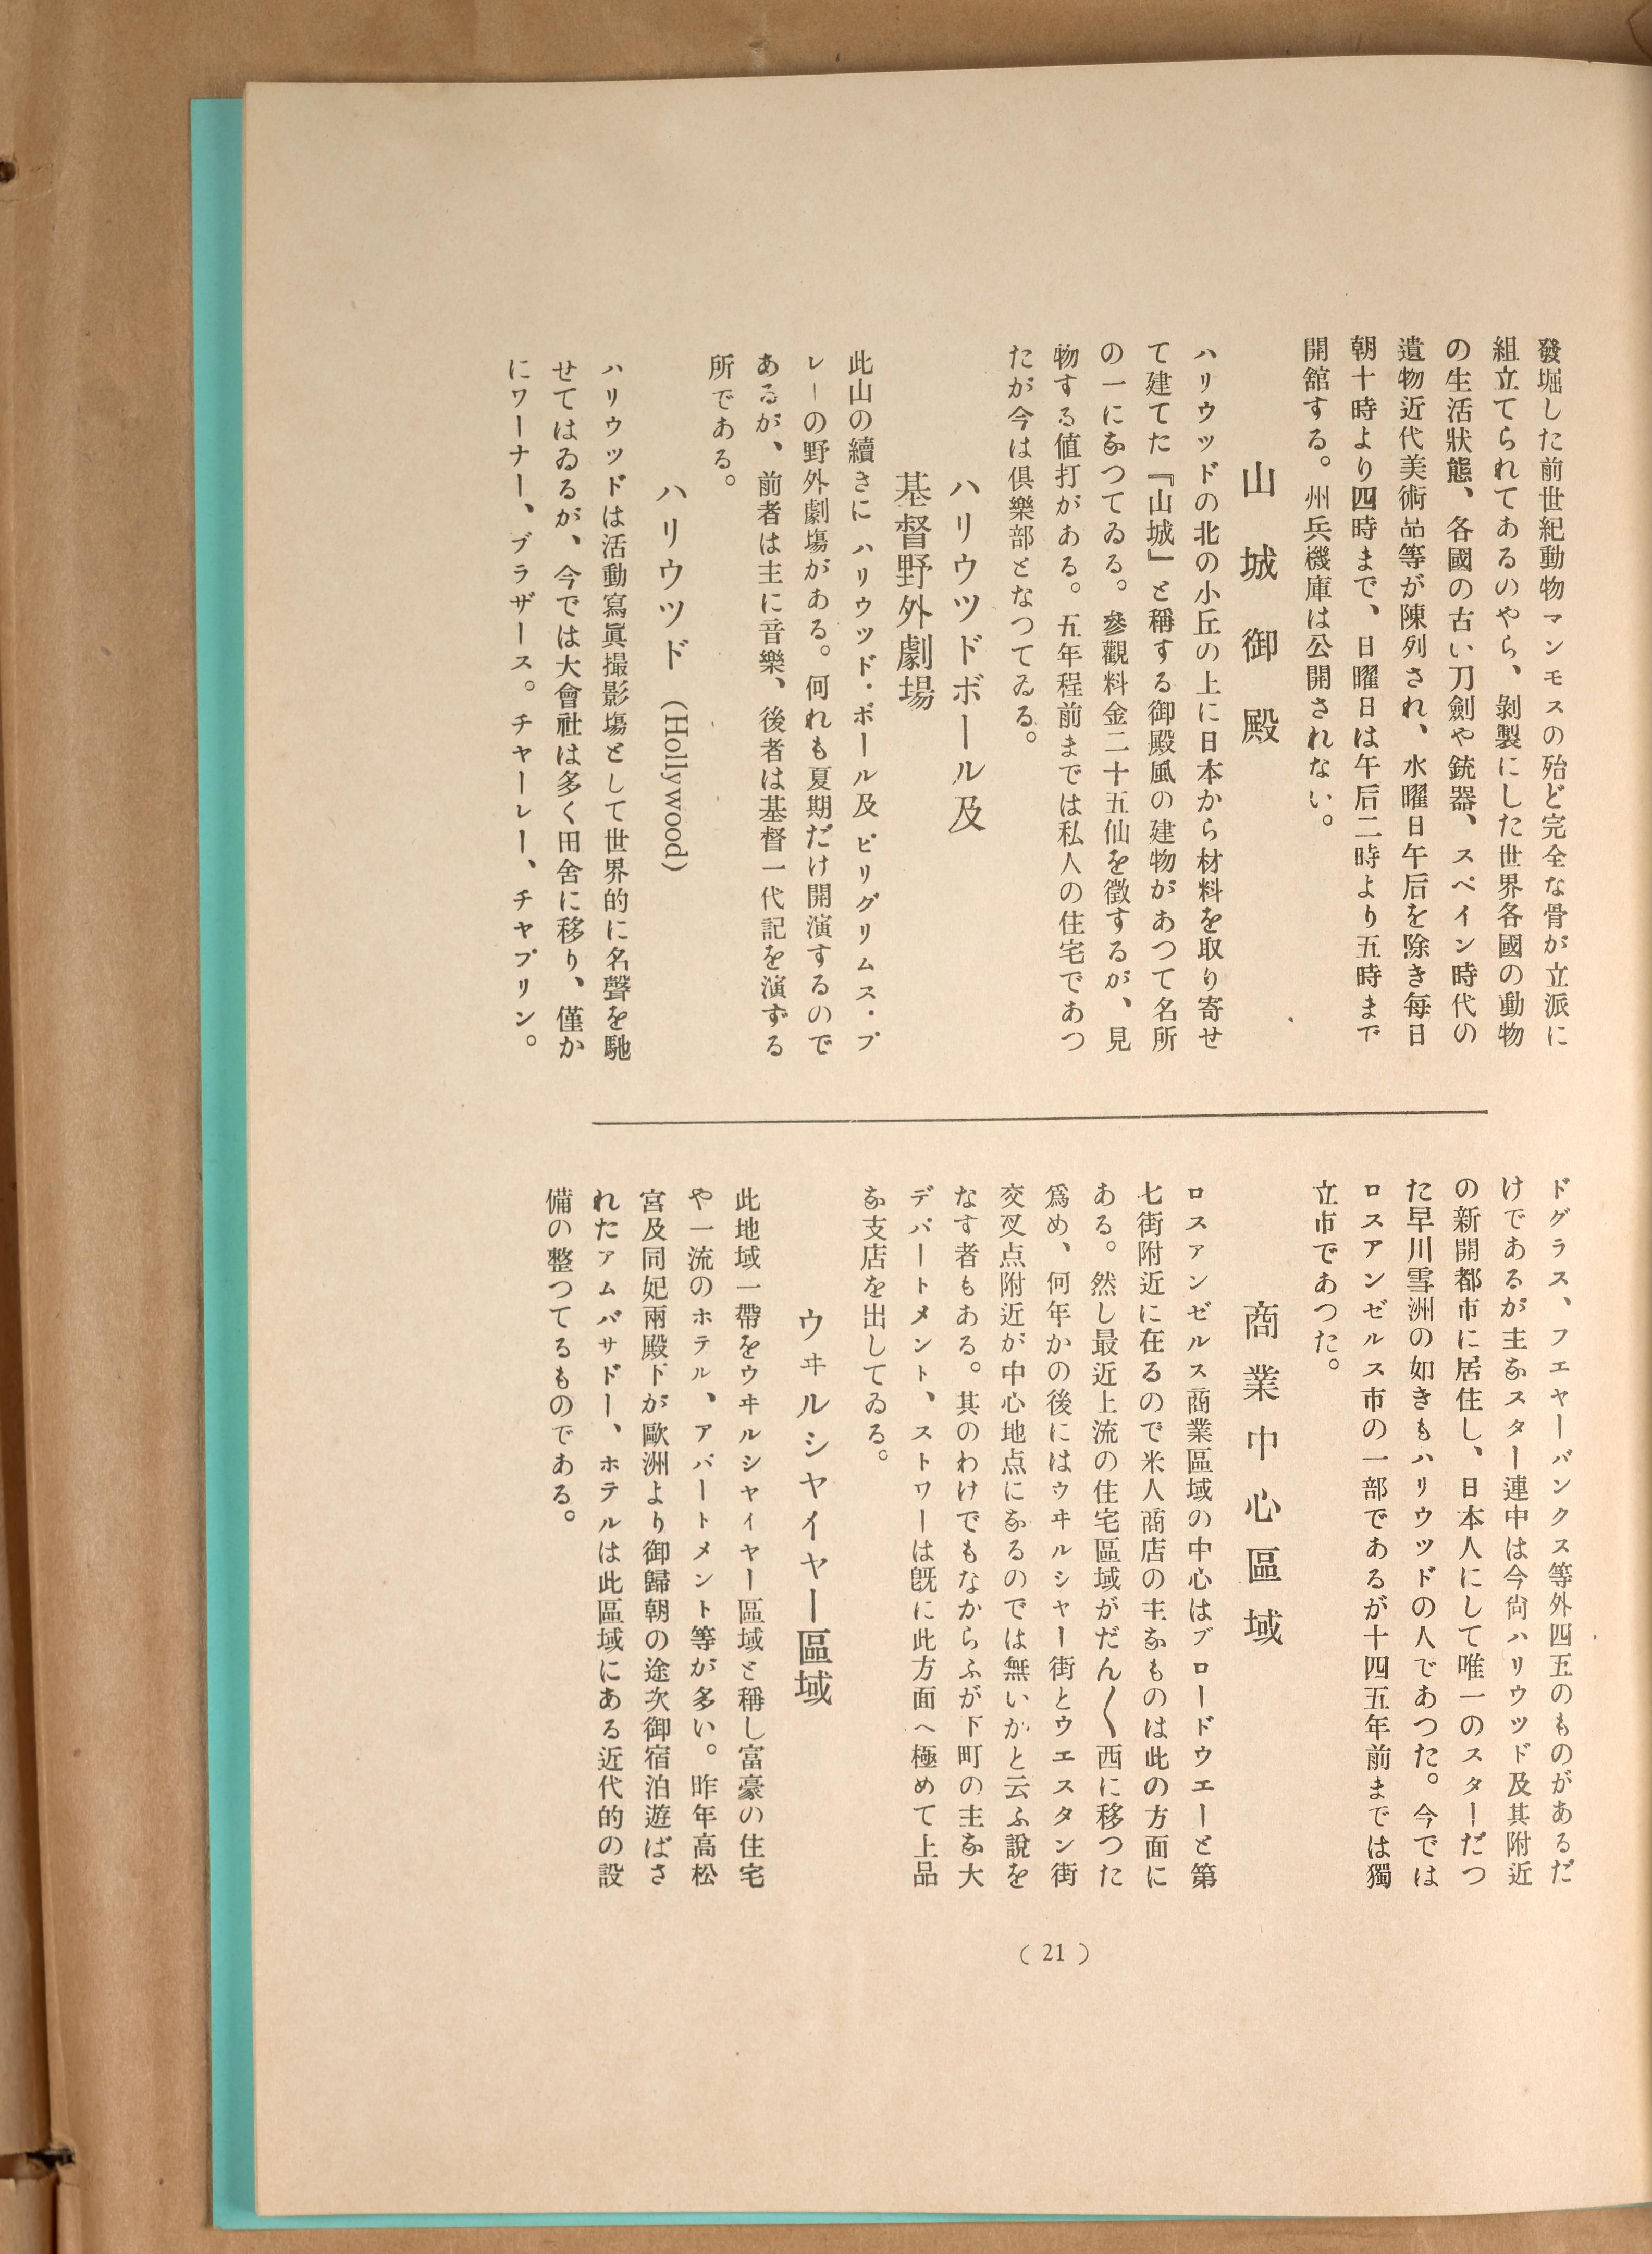 發堀した前世紀動物マンモスの殆ど完全な骨が立派に
組立てられてあるのやら、剝製にした世界各國の動物
の生活狀態、各國の古い刀劍や銃器、スペイン時代の
遺物近代美術品等が陳列され、水曜日午后を除き每日
朝十時より四時まで、日曜日は午后二時より五時まで
開舘する。州兵機庫は公開されない。
山城御殿
ハリウッドの北の小丘の上に日本から材料を取り寄せ
て建てた『山城』と稱する御殿風の建物があつて名所
の一になつてゐる。參觀料金二十五仙を徵するが、見
物する値打がある。五年程前までは私人の住宅であつ
たが今は俱樂部となつてゐる。
ハリウツドボール及
基督野外劇場
此山の續きにハリウツド・ボール及ピリグリムス・プ
レーの野外劇塲がある。何れも夏期だけ開演するので
あるが、前者は主に音樂、後者は基督一代記を演ずる
所である。
ハリウツド (Hollywood)
ハリウッドは活動寫眞撮影塲として世界的に名聲を馳
せてはゐるが、今では大會社は多く田舎に移り、僅か
にワーナー、ブラザース。チヤーレー、チヤプリン。
ドグラス、フエヤーバンクス等外四五のものがあるだ
けであるが主なスター連中は今尙ハリウッド及其附近
の新開都市に居住し、日本人にして唯一のスターだつ
た早川雪洲の如きもハリウッドの人であつた。今では
ロスアンゼルス市の一部であるが十四五年前までは獨
立市であつた。
商業中心區域
ロスアンゼルス商業區域の中心はブロードウエーと第
七街附近に在るので米人商店の主なものは此の方面に
ある。然し最近上流の住宅區域がだん〱西に移つた
爲め、何年かの後にはウヰルシャー街とウエスタン街
交叉点附近が中心地点になるのでは無いかと云ふ說を
なす者もある。其のわけでもなからふが下町の主な大
デパートメント、ストワーは旣に此方面へ極めて上品
な支店を出してゐる。
ウヰルシヤイヤー區域
此地域一帶をウヰルシヤイヤー區域と稱し富豪の住宅
や一流のホテル、アパートメント等が多い。昨年高松
宮及同妃兩殿下が歐洲より御歸朝の途次御宿泊遊ばさ
れたアムバサドー、ホテルは此區域にある近代的の設
備の整つてるものである。
( 21 )